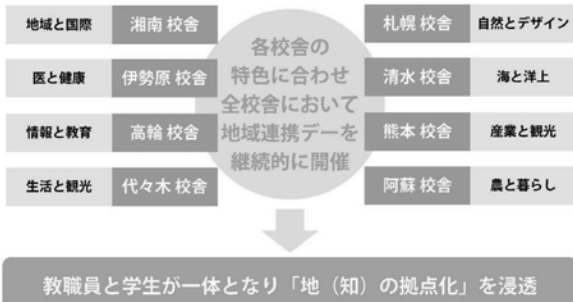 地域と国際 湘南 校舎
医と健康 伊勢原 校舎
情報と教育 高輪 校舎
生活と観光 代々木 校舎
各校舎の
特色に合わせ
全校舎において
地域連携デーを
継続的に開催
札幌 校舎 自然とデザイン
清水 校舎 海と洋上
熊本 校舎 産業と観光
阿蘇 校舎 農と暮らし
教職員と学生が一体となり「地（知）の拠点化」を浸透